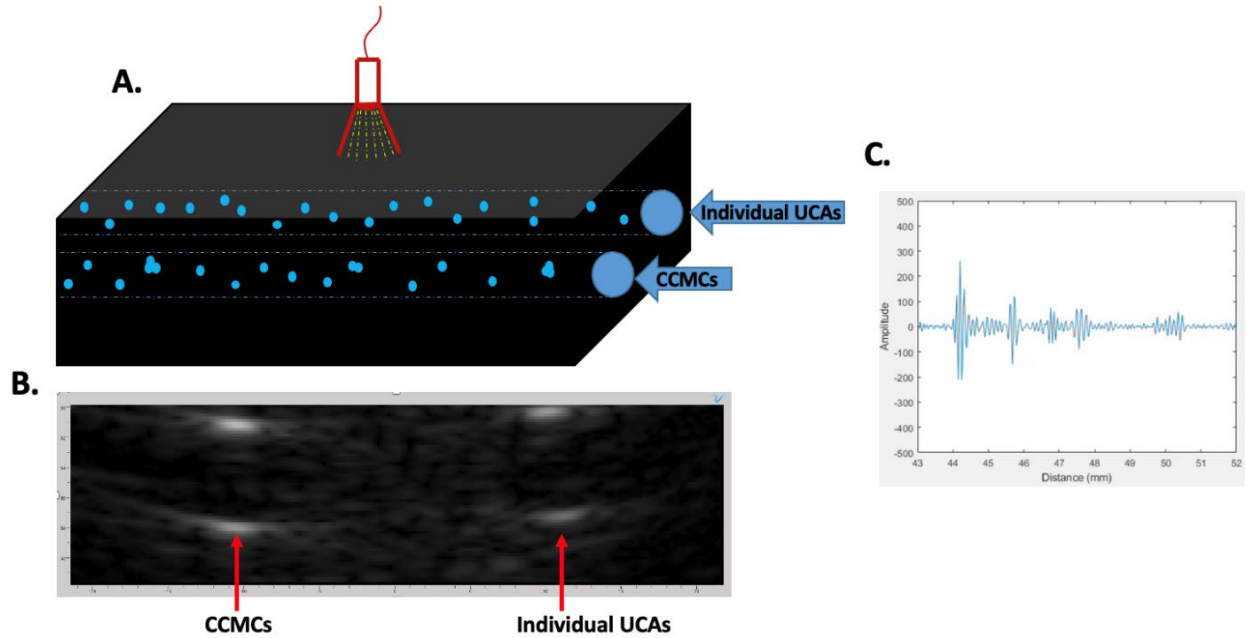 A.
Individual UCAs
CCMCs
B.
CCMCs
Individual UCAs
C.
500
400
300
200
100
0
-100
-200
-300
-400
-500
Amplitude
43 44 45 46 47 48 49 50 51 52
Distance (mm)